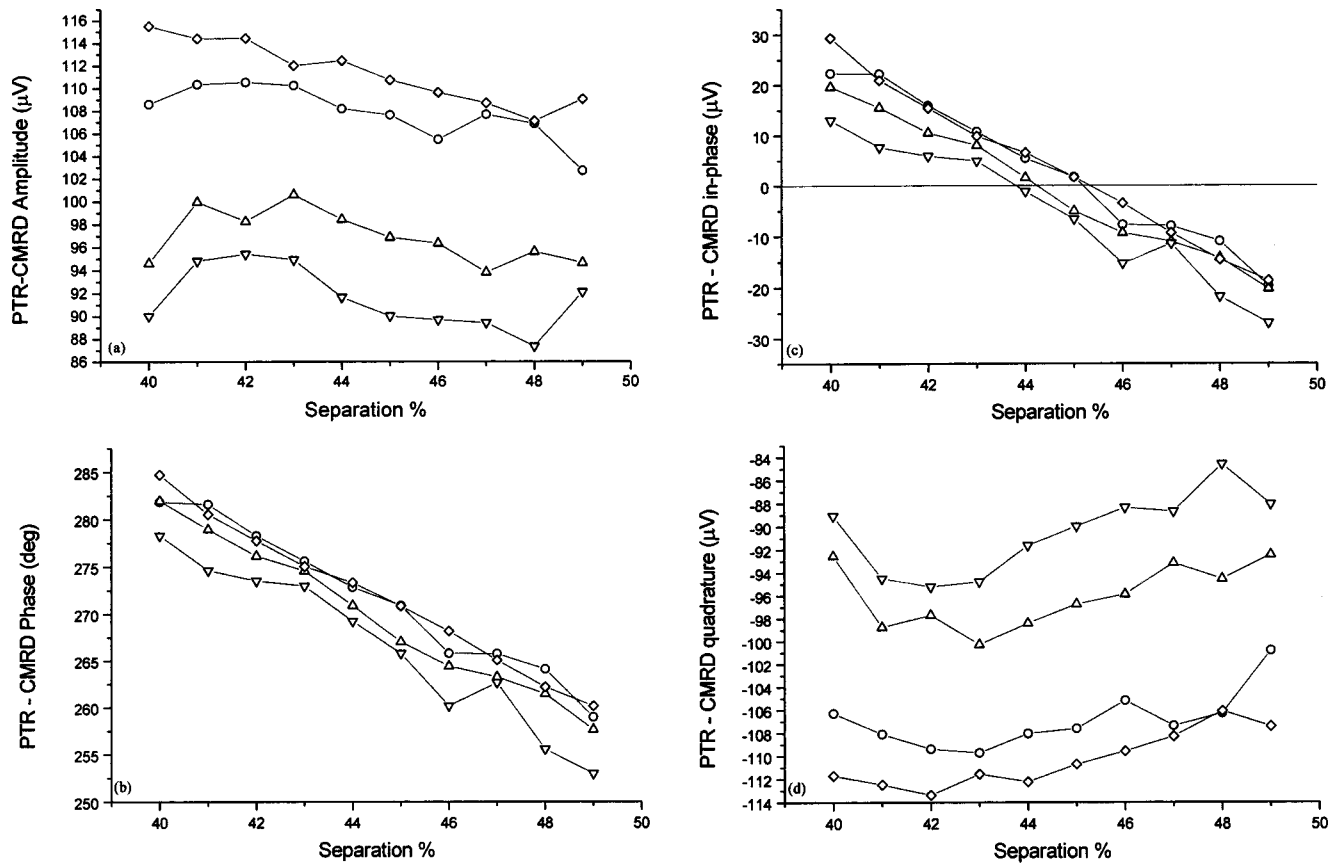 116
114
112
110
108
106
104
102
100
98
96
94
92
90
88
86
PTR-CMRD Amplitude (μV)
(a)
40 42 44 46 48 50
Separation %
30
20
10
0
-10
-20
-30
PTR - CMRD in-phase (μV)
(c)
40 42 44 46 48 50
Separation %
285
280
275
270
265
260
255
250
PTR - CMRD Phase (deg)
(b)
40 42 44 46 48 50
Separation %
-84
-86
-88
-90
-92
-94
-96
-98
-100
-102
-104
-106
-108
-110
-112
-114
PTR - CMRD quadrature (μV)
(d)
40 42 44 46 48 50
Separation %